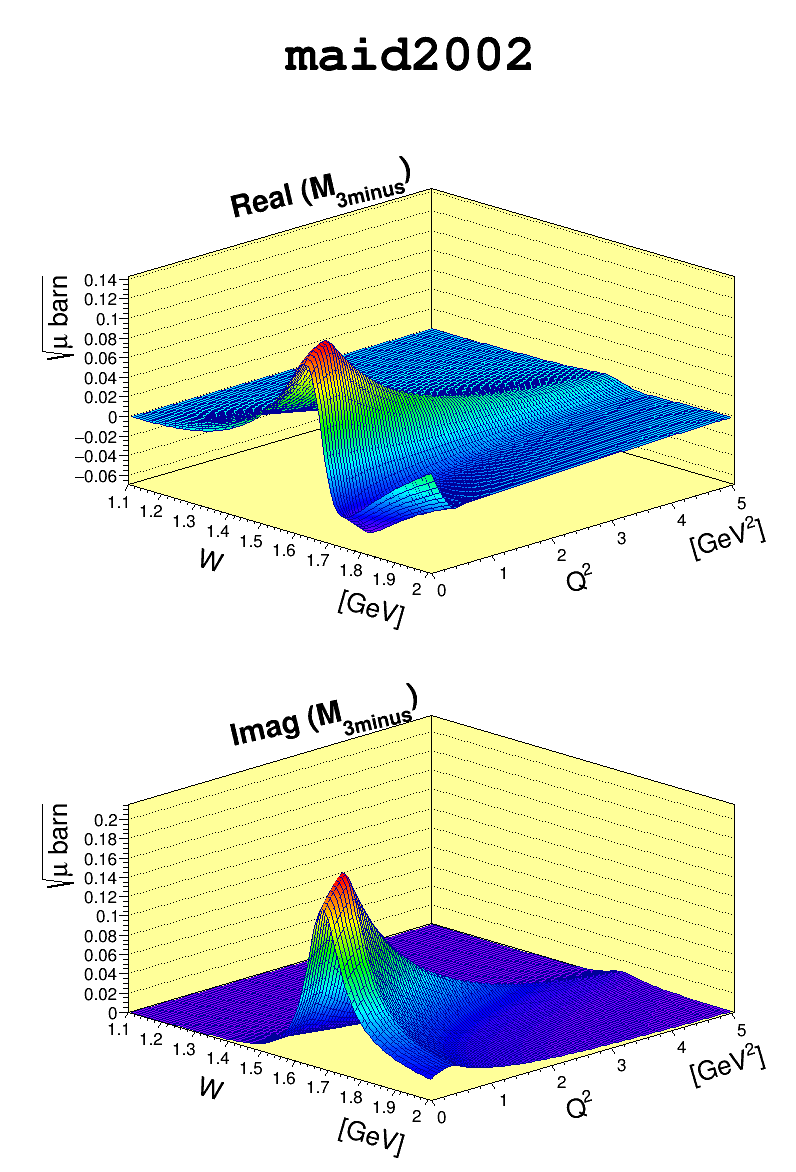 maid2002
Real (M3minus)
√μ barn
0.14
0.12
0.1
0.08
0.06
0.04
0.02
0
−0.02
−0.04
−0.06
1.1 1.2 1.3 1.4 1.5 1.6 1.7 1.8 1.9 2
W
[GeV]
0 1 2 3 4 5
Q2
[GeV2]
Imag (M3minus)
√μ barn
0.2
0.18
0.16
0.14
0.12
0.1
0.08
0.06
0.04
0.02
0
1.1 1.2 1.3 1.4 1.5 1.6 1.7 1.8 1.9 2
W
[GeV]
0 1 2 3 4 5
Q2
[GeV2]